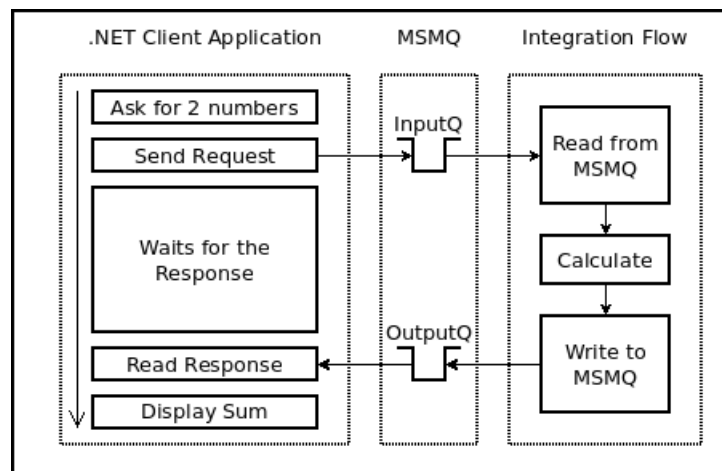 .NET Client Application
MSMQ
Integration Flow
Ask for 2 numbers
Send Request
Waits for the
Response
Read Response
Display Sum
InputQ
OutputQ
Read from
MSMQ
Calculate
Write to
MSMQ